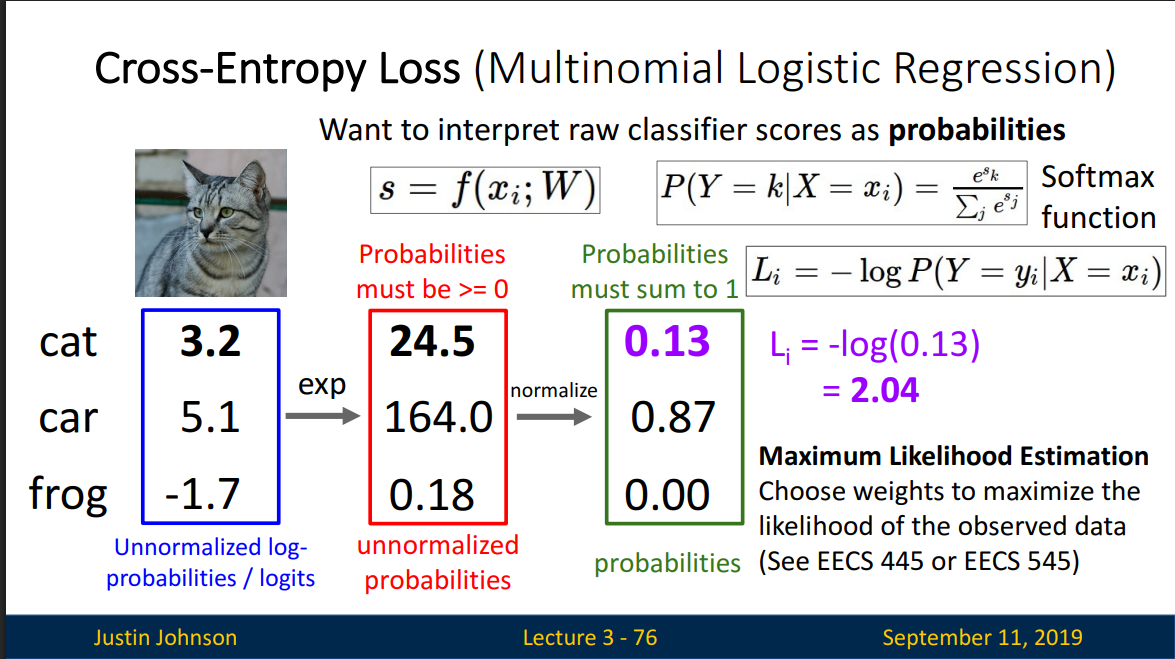 Cross-Entropy Loss (Multinomial Logistic Regression)
Want to interpret raw classifier scores as probabilities
s = f(x_i; W)
P(Y = k|X = x_i) = \frac{e^{s_k}}{\sum_j e^{s_j}}
Softmax
function
Probabilities
must be >= 0
Probabilities
must sum to 1
L_i = − log P(Y = y_i|X = x_i)
cat 3.2 24.5 0.13
car 5.1 exp 164.0 normalize 0.87
frog -1.7 0.18 0.00
Unnormalized log-
probabilities / logits
unnormalized
probabilities
probabilities
L_i = -log(0.13)
= 2.04
Maximum Likelihood Estimation
Choose weights to maximize the
likelihood of the observed data
(See EECS 445 or EECS 545)
Justin Johnson
Lecture 3 - 76
September 11, 2019